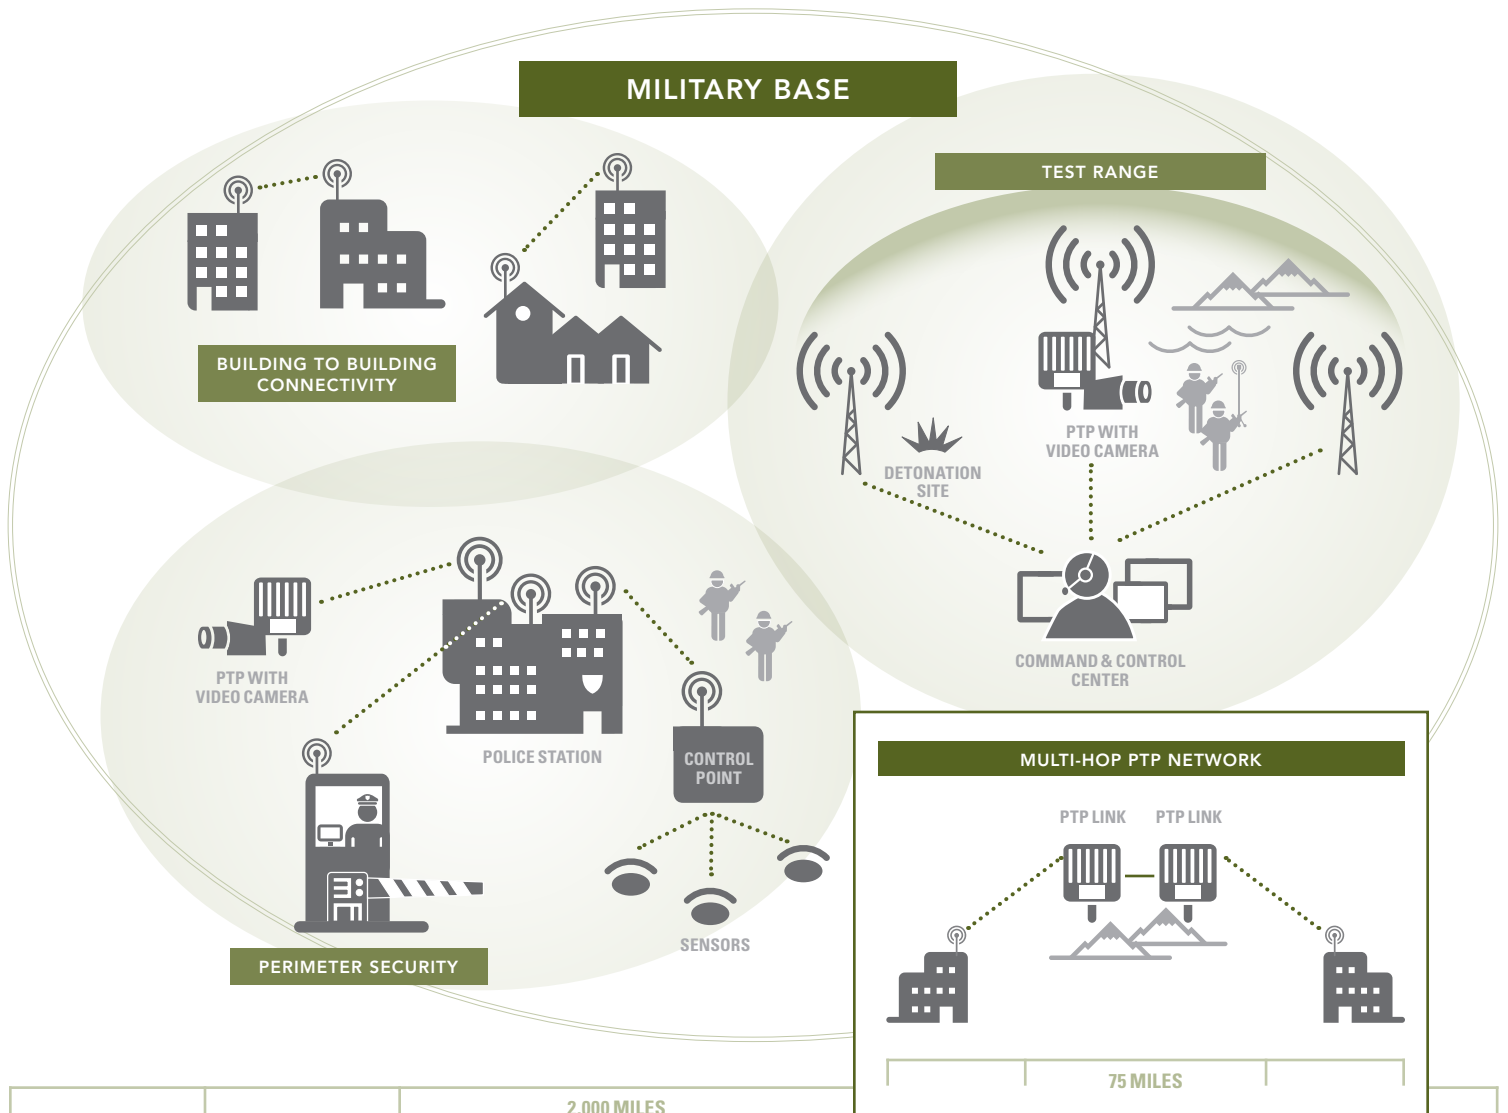 MILITARY BASE
TEST RANGE
BUILDING TO BUILDING
CONNECTIVITY
PTP WITH
VIDEO CAMERA
DETONATION
SITE
COMMAND & CONTROL
CENTER
PTP WITH
VIDEO CAMERA
POLICE STATION
CONTROL
POINT
SENSORS
PERIMETER SECURITY
MULTI-HOP PTP NETWORK
PTP LINK PTP LINK
75 MILES
2,000 MILES